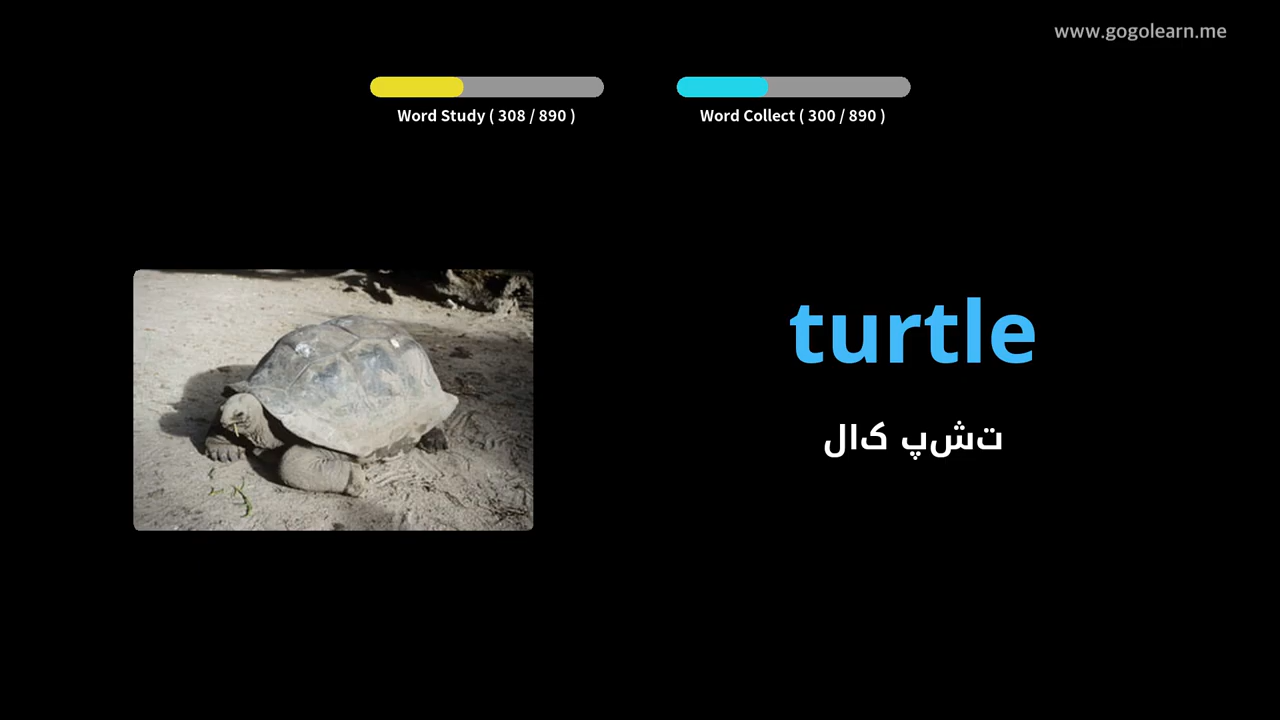 www.gogolearn.me
Word Study ( 308 / 890 )
Word Collect ( 300 / 890 )
turtle
تشپ کال